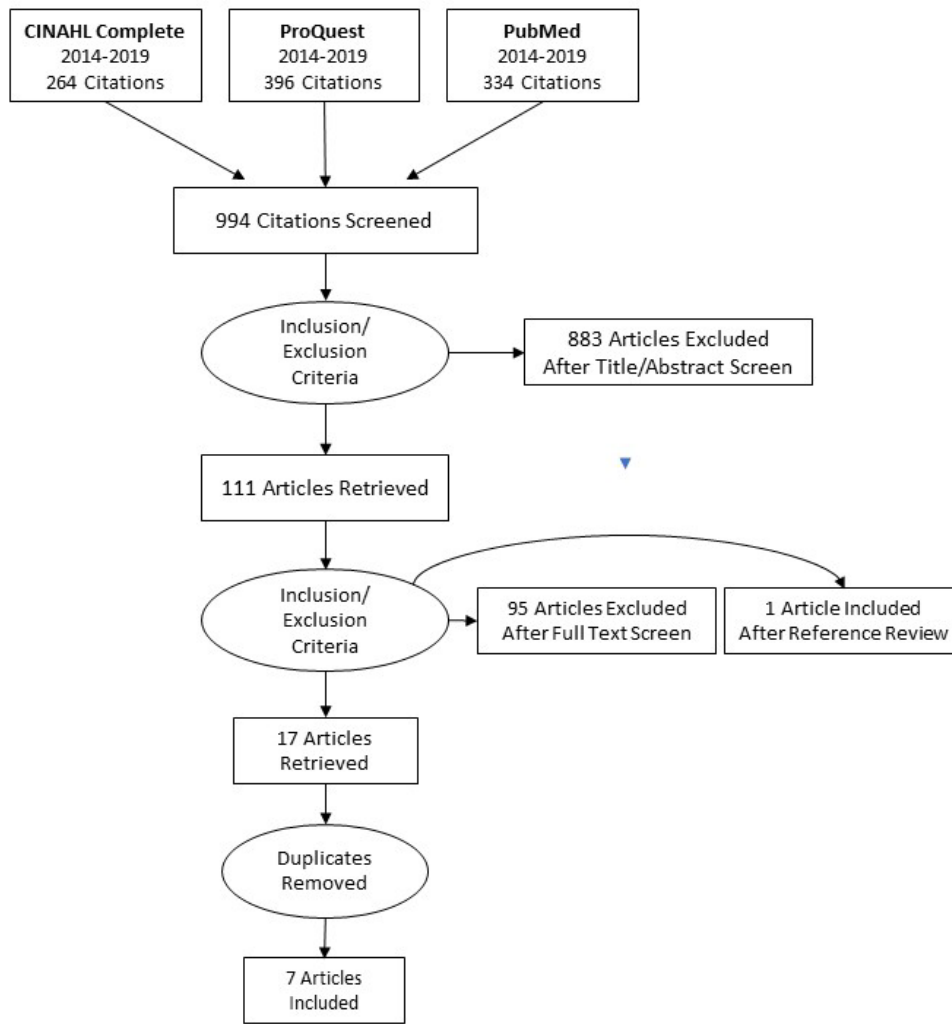 CINAHL Complete
2014-2019
264 Citations
ProQuest
2014-2019
396 Citations
PubMed
2014-2019
334 Citations
994 Citations Screened
Inclusion/
Exclusion
Criteria
883 Articles Excluded
After Title/Abstract Screen
111 Articles Retrieved
Inclusion/
Exclusion
Criteria
95 Articles Excluded
After Full Text Screen
1 Article Included
After Reference Review
17 Articles
Retrieved
Duplicates
Removed
7 Articles
Included